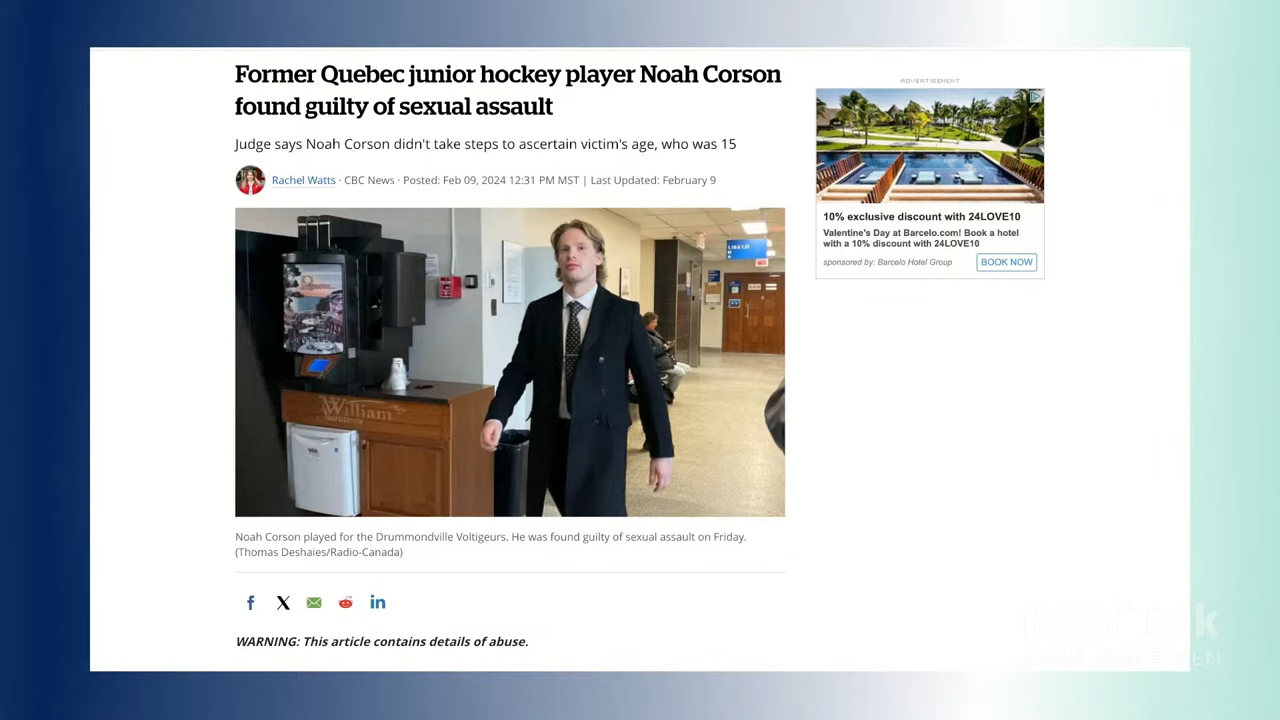 Former Quebec junior hockey player Noah Corson
found guilty of sexual assault
Judge says Noah Corson didn't take steps to ascertain victim's age, who was 15
Rachel Watts · CBC News · Posted: Feb 09, 2024 12:31 PM MST | Last Updated: February 9
William
Noah Corson played for the Drummondville Voltigeurs. He was found guilty of sexual assault on Friday.
(Thomas Deshaies/Radio-Canada)
WARNING: This article contains details of abuse.
ADVERTISEMENT
10% exclusive discount with 24LOVE10
Valentine's Day at Barcelo.com! Book a hotel
with a 10% discount with 24LOVE10
sponsored by: Barcelo Hotel Group
BOOK NOW